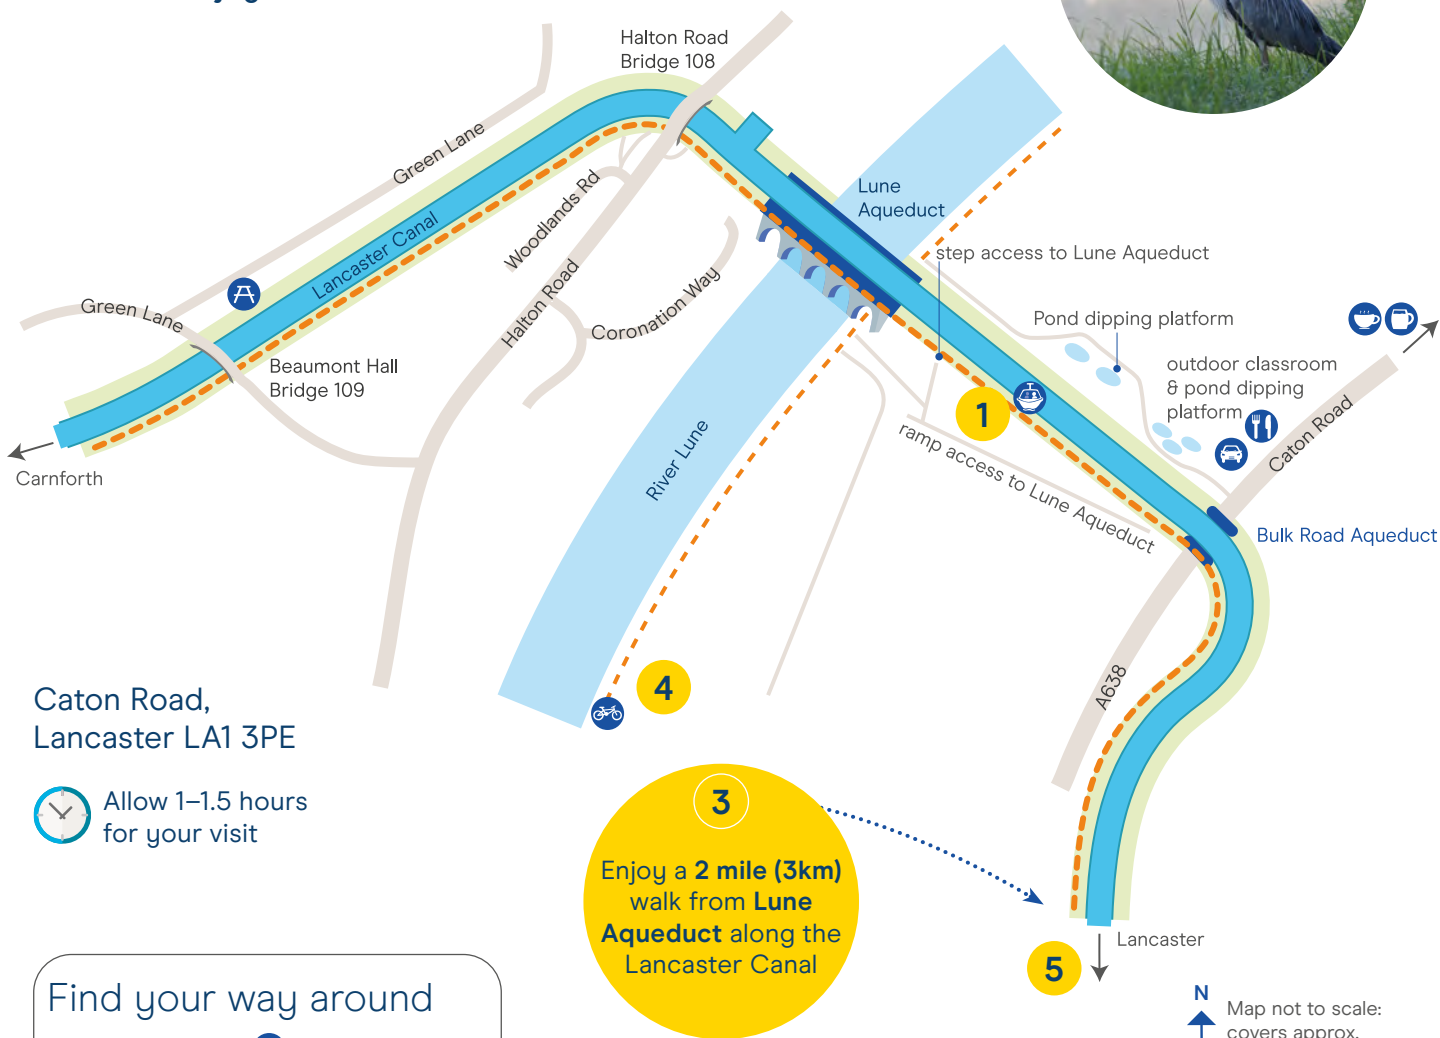 Halton Road
Bridge 108
Green Lane
Lancaster Canal
Woodlands Rd
Lune
Aqueduct
step access to Lune Aqueduct
Green Lane
Halton Road
Coronation Way
Pond dipping platform
Beaumont Hall
Bridge 109
outdoor classroom
& pond dipping
platform
Caton Road
1
ramp access to Lune Aqueduct
Carnforth
River Lune
Bulk Road Aqueduct
4
A638
Caton Road,
Lancaster LA1 3PE
Allow 1–1.5 hours
for your visit
3
Enjoy a 2 mile (3km)
walk from Lune
Aqueduct along the
Lancaster Canal
Lancaster
5
Find your way around
N
Map not to scale:
covers approx.